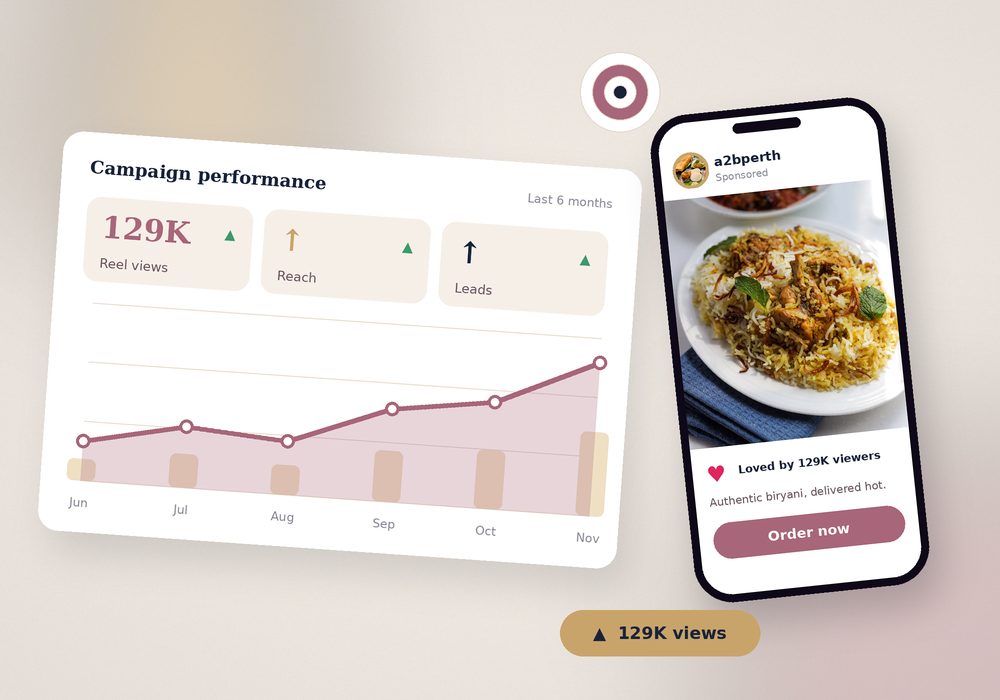 Campaign performance
Last 6 months
129K ▲
Reel views
↑ ▲
Reach
↑ ▲
Leads
Jun
Jul
Aug
Sep
Oct
Nov
a2bperth
Sponsored
♥ Loved by 129K viewers
Authentic biryani, delivered hot.
Order now
▲ 129K views